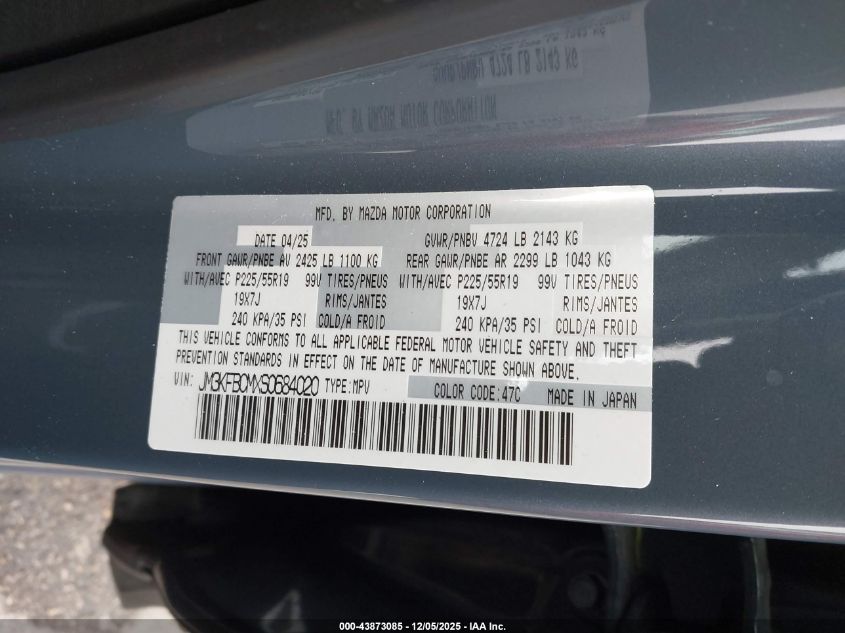 MFD. BY MAZDA MOTOR CORPORATION
DATE 04/25 GVWR/PNBV 4724 LB 2143 KG
FRONT GAWR/PNBE AV 2425 LB 1100 KG REAR GAWR/PNBE AR 2299 LB 1043 KG
WITH/AVEC P225/55R19 99V TIRES/PNEUS WITH/AVEC P225/55R19 99V TIRES/PNEUS
19X7J RIMS/JANTES 19X7J RIMS/JANTES
240 KPA/35 PSI COLD/A FROID 240 KPA/35 PSI COLD/A FROID
THIS VEHICLE CONFORMS TO ALL APPLICABLE FEDERAL MOTOR VEHICLE SAFETY AND THEFT
PREVENTION STANDARDS IN EFFECT ON THE DATE OF MANUFACTURE SHOWN ABOVE.
VIN: JM3KFBCMXS0684020 TYPE:MPV COLOR CODE:47C MADE IN JAPAN
000-43873085 - 12/05/2025 - IAA Inc.